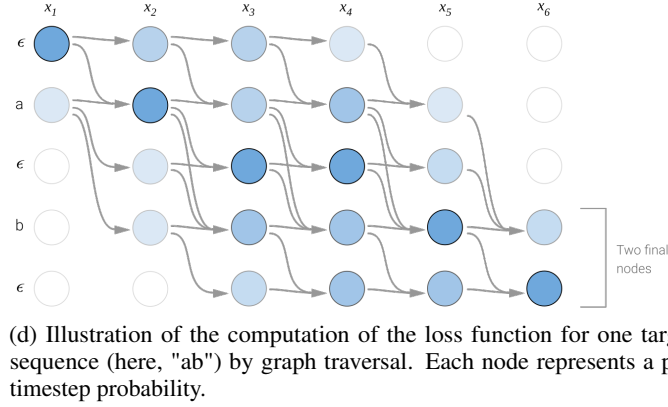 x1 x2 x3 x4 x5 x6
ϵ
a
ϵ
b
ϵ
Two final
nodes
(d) Illustration of the computation of the loss function for one
sequence (here, "ab") by graph traversal. Each node represents a
timestep probability.